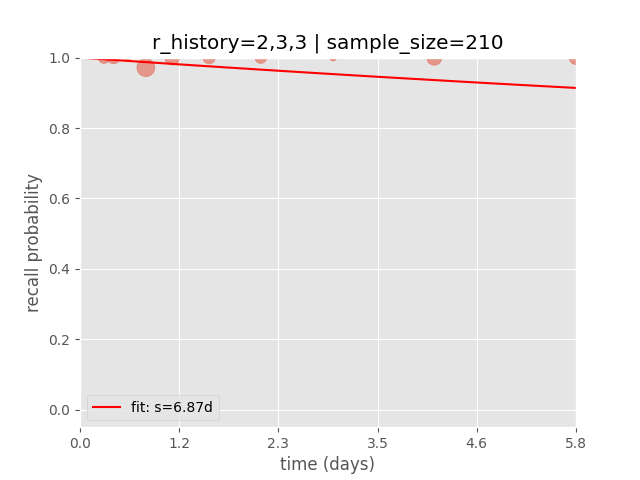 r_history=2,3,3 | sample_size=210
recall probability
1.0
0.8
0.6
0.4
0.2
0.0
fit: s=6.87d
0.0 1.2 2.3 3.5 4.6 5.8
time (days)